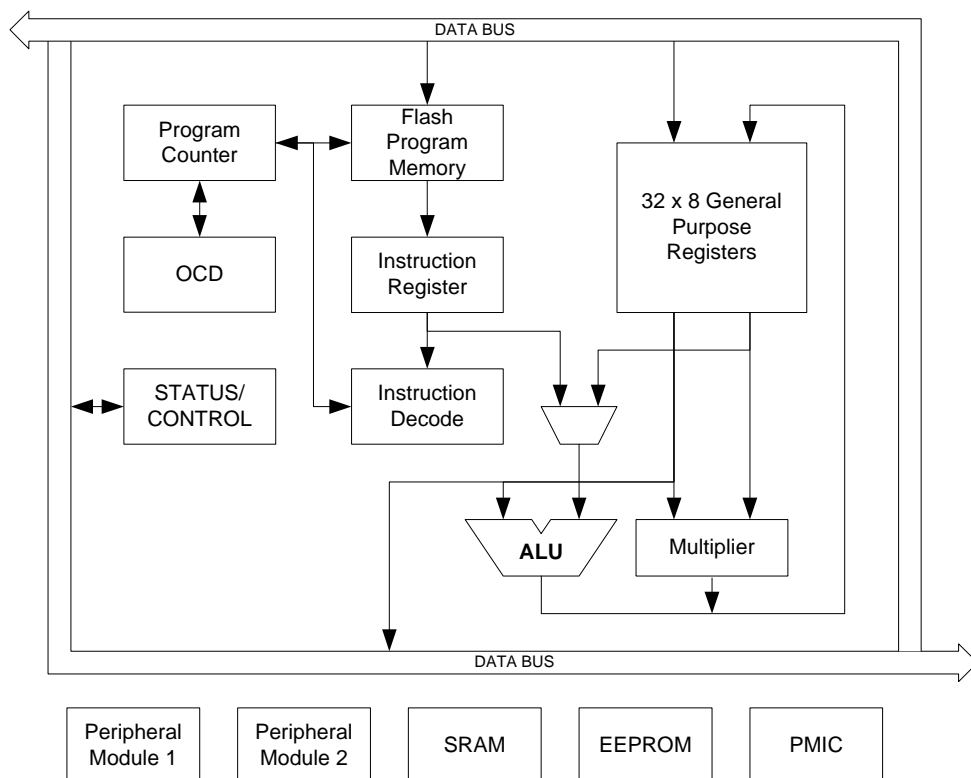 DATA BUS
Program
Counter
Flash
Program
Memory
32 x 8 General
Purpose
Registers
OCD
Instruction
Register
STATUS/
CONTROL
Instruction
Decode
ALU
Multiplier
DATA BUS
Peripheral
Module 1
Peripheral
Module 2
SRAM
EEPROM
PMIC